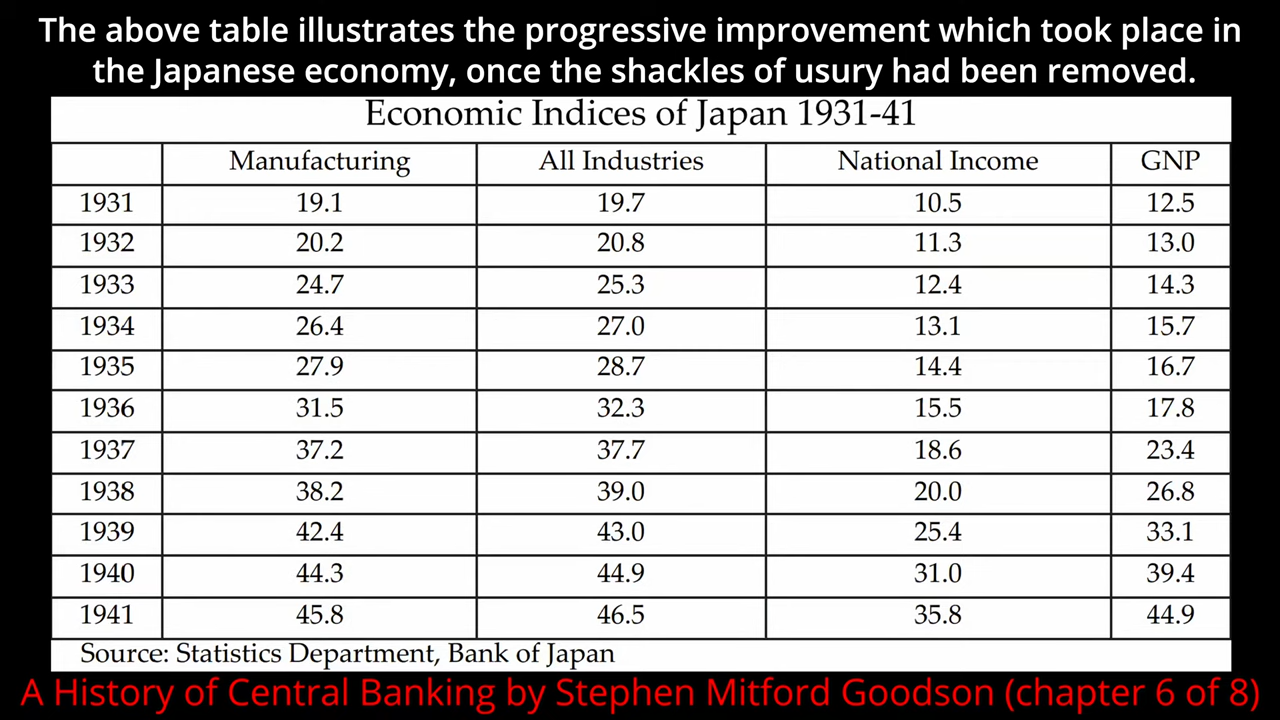 The above table illustrates the progressive improvement which took place in
the Japanese economy, once the shackles of usury had been removed.
Economic Indices of Japan 1931-41
Manufacturing All Industries National Income GNP
1931 19.1 19.7 10.5 12.5
1932 20.2 20.8 11.3 13.0
1933 24.7 25.3 12.4 14.3
1934 26.4 27.0 13.1 15.7
1935 27.9 28.7 14.4 16.7
1936 31.5 32.3 15.5 17.8
1937 37.2 37.7 18.6 23.4
1938 38.2 39.0 20.0 26.8
1939 42.4 43.0 25.4 33.1
1940 44.3 44.9 31.0 39.4
1941 45.8 46.5 35.8 44.9
Source: Statistics Department, Bank of Japan
A History of Central Banking by Stephen Mitford Goodson (chapter 6 of 8)